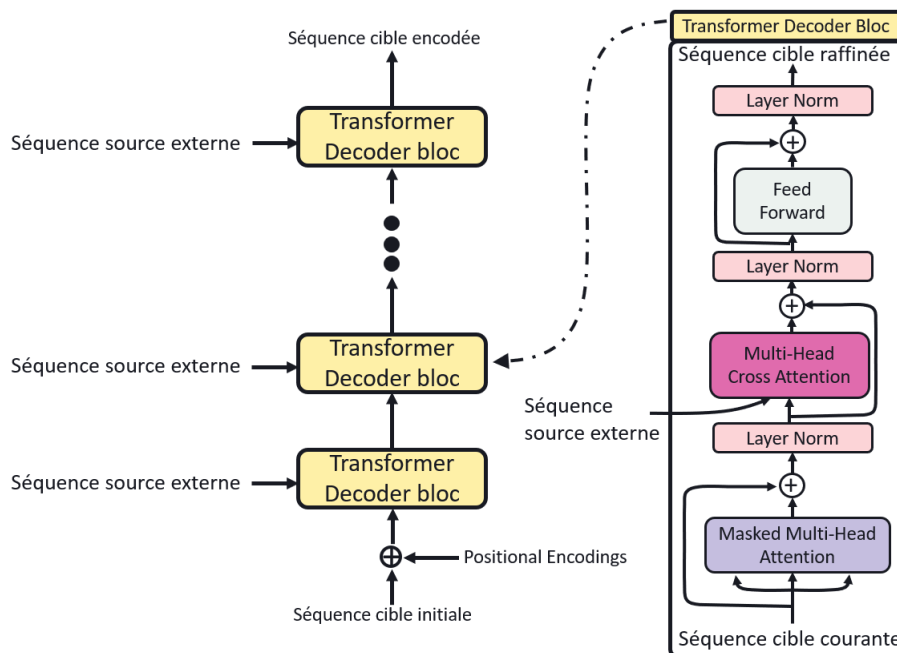 Séquence cible encodée
Séquence source externe
Transformer
Decoder bloc
Séquence source externe
Transformer
Decoder bloc
Séquence source externe
Transformer
Decoder bloc
Positional Encodings
Séquence cible initiale
Transformer Decoder Bloc
Séquence cible raffinée
Layer Norm
+
Feed
Forward
Layer Norm
+
Multi-Head
Cross Attention
Séquence
source externe
Layer Norm
+
Masked Multi-Head
Attention
Séquence cible courante